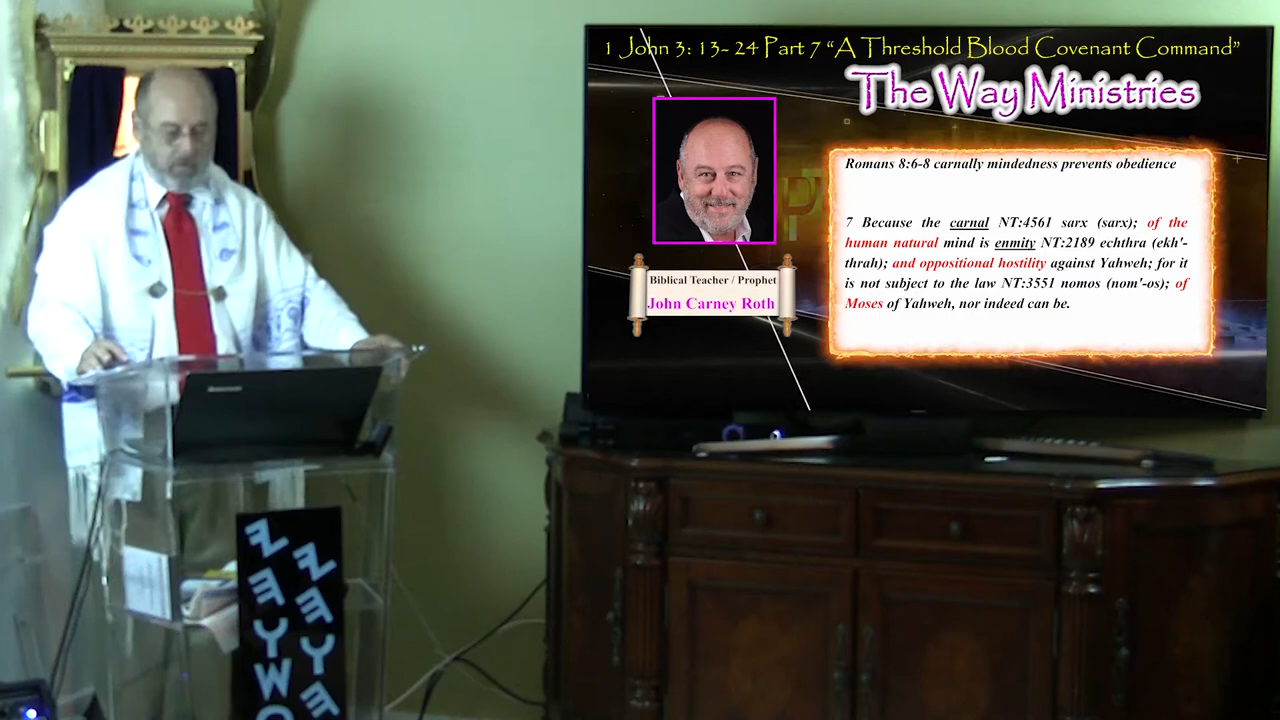 1 John 3: 13- 24 Part 7 “A Threshold Blood Covenant Command”
The Way Ministries
Biblical Teacher / Prophet
John Carney Roth
Romans 8:6-8 carnally mindedness prevents obedience
7 Because the carnal NT:4561 sarx (sarx); of the
human natural mind is enmity NT:2189 echthra (ekh'-
thrah); and oppositional hostility against Yahweh; for it
is not subject to the law NT:3551 nomos (nom'-os); of
Moses of Yahweh, nor indeed can be.
𐤉𐤄𐤅𐤄
𐤉𐤄𐤅𐤔𐤏